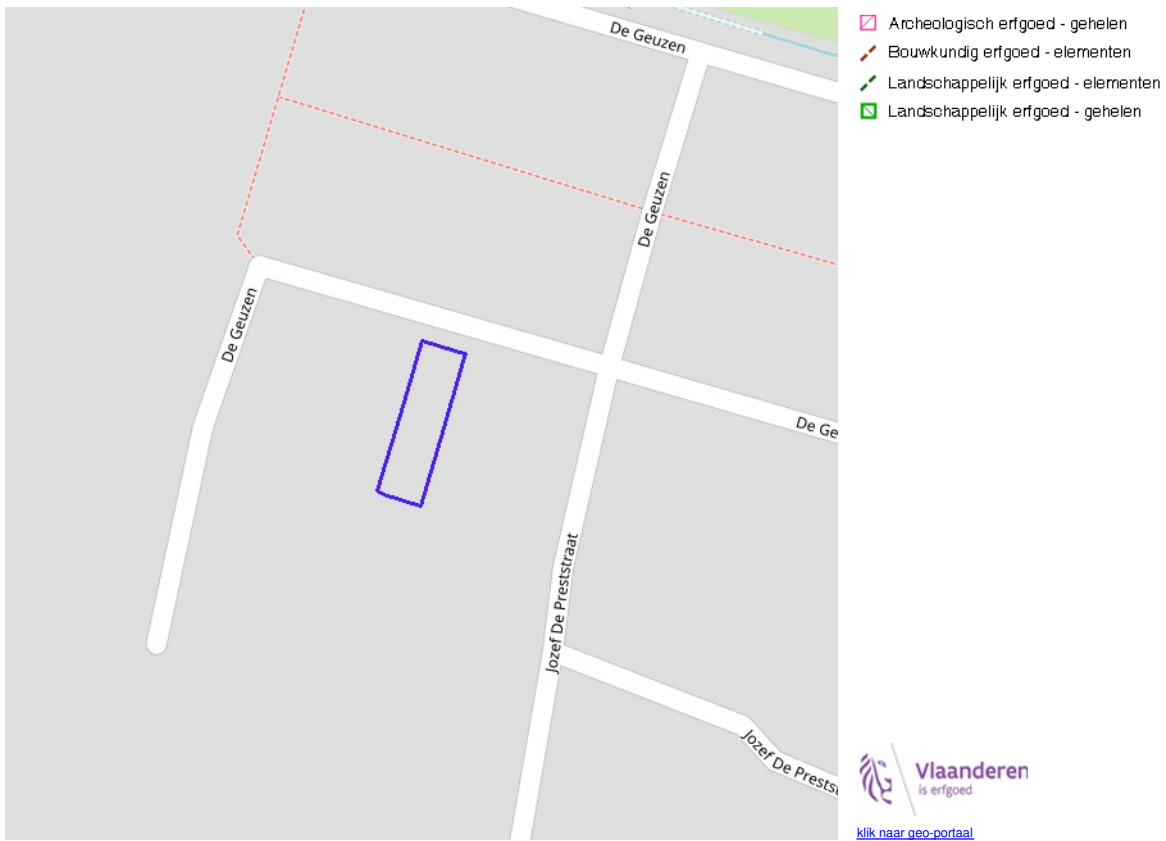 De Geuzen
De Geuzen
De Geuzen
De Ge
Jozef De Preststraat
Jozef De Prestst
Archeologisch erfgoed - gehelen
Bouwkundig erfgoed - elementen
Landschappelijk erfgoed - elementen
Landschappelijk erfgoed - gehelen
Vlaanderen
is erfgoed
klik naar geo-portaal